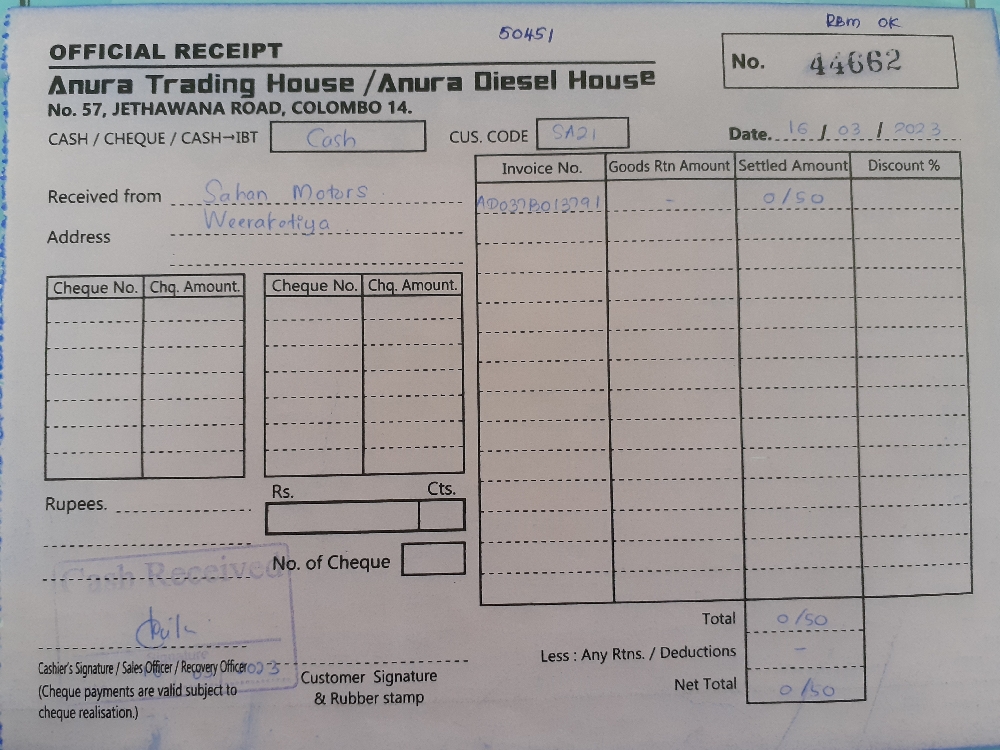 50451
RBM OK
OFFICIAL RECEIPT
Anura Trading House / Anura Diesel House
No. 57, JETHAWANA ROAD, COLOMBO 14.
No. 44662
CASH / CHEQUE / CASH→IBT Cash
CUS. CODE SA21
Date. 16 / 03 / 2023
Received from Sahan Motors
Address Weeraketiya
Invoice No. Goods Rtn Amount Settled Amount Discount %
AD037B013791 - 0/50
Cheque No. Chq. Amount. Cheque No. Chq. Amount.
Rupees.
Rs. Cts.
No. of Cheque
Cash Received
Cashier's Signature / Sales Officer / Recovery Officer
(Cheque payments are valid subject to
cheque realisation.)
Customer Signature
& Rubber stamp
Total 0/50
Less : Any Rtns. / Deductions -
Net Total 0/50